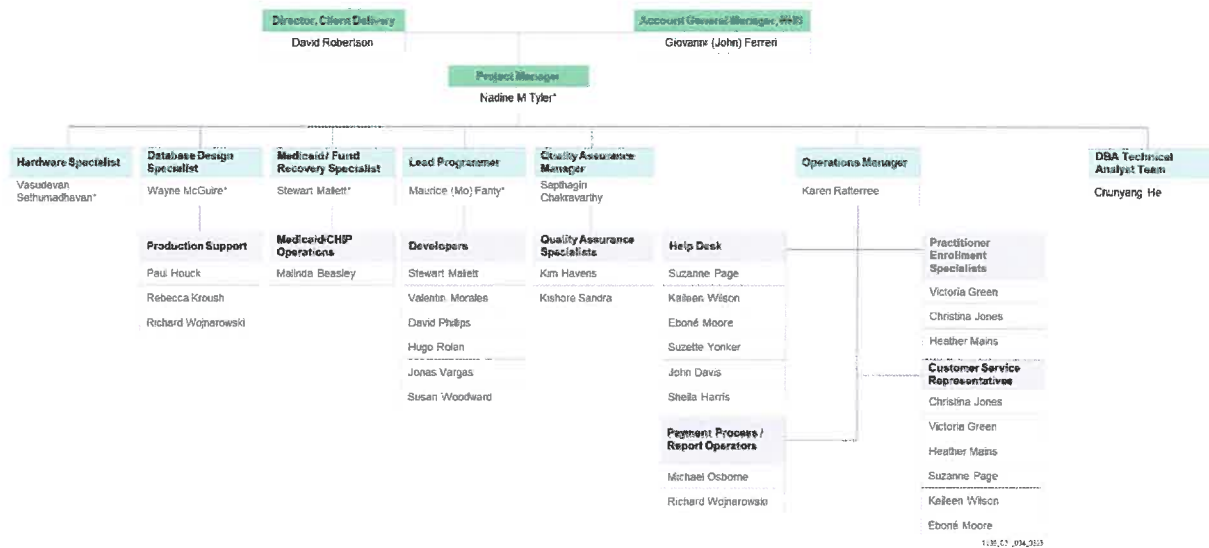 Director, Client Delivery
David Robertson
Account General Manager,
Giovanni (John) Ferreri
Project Manager
Nadine M Tyler*
Hardware Specialist
Vasudevan
Sethumadhavan*
Database Design
Specialist
Wayne McGuire*
Medicaid / Fund
Recovery Specialist
Stewart Mallett*
Lead Programmer
Maurice (Mo) Fanty*
Quality Assurance
Manager
Sapthagiri
Chakravarthy
Operations Manager
Karen Ratterree
DBA Technical
Analyst Team
Chunyang He
Production Support
Paul Houck
Rebecca Kroush
Richard Wojnarowski
Medicaid/CHIP
Operations
Malinda Beasley
Developers
Stewart Mallett
Valentin Morales
David Phillips
Hugo Rolan
Jonas Vargas
Susan Woodward
Quality Assurance
Specialists
Kim Havens
Kishore Sandra
Help Desk
Suzanne Page
Kaileen Wilson
Eboné Moore
Suzette Yonker
John Davis
Sheila Harris
Payment Process /
Report Operators
Michael Osborne
Richard Wojnarowski
Practitioner
Enrollment
Specialists
Victoria Green
Christina Jones
Heather Mains
Customer Service
Representatives
Christina Jones
Victoria Green
Heather Mains
Suzanne Page
Kaileen Wilson
Eboné Moore